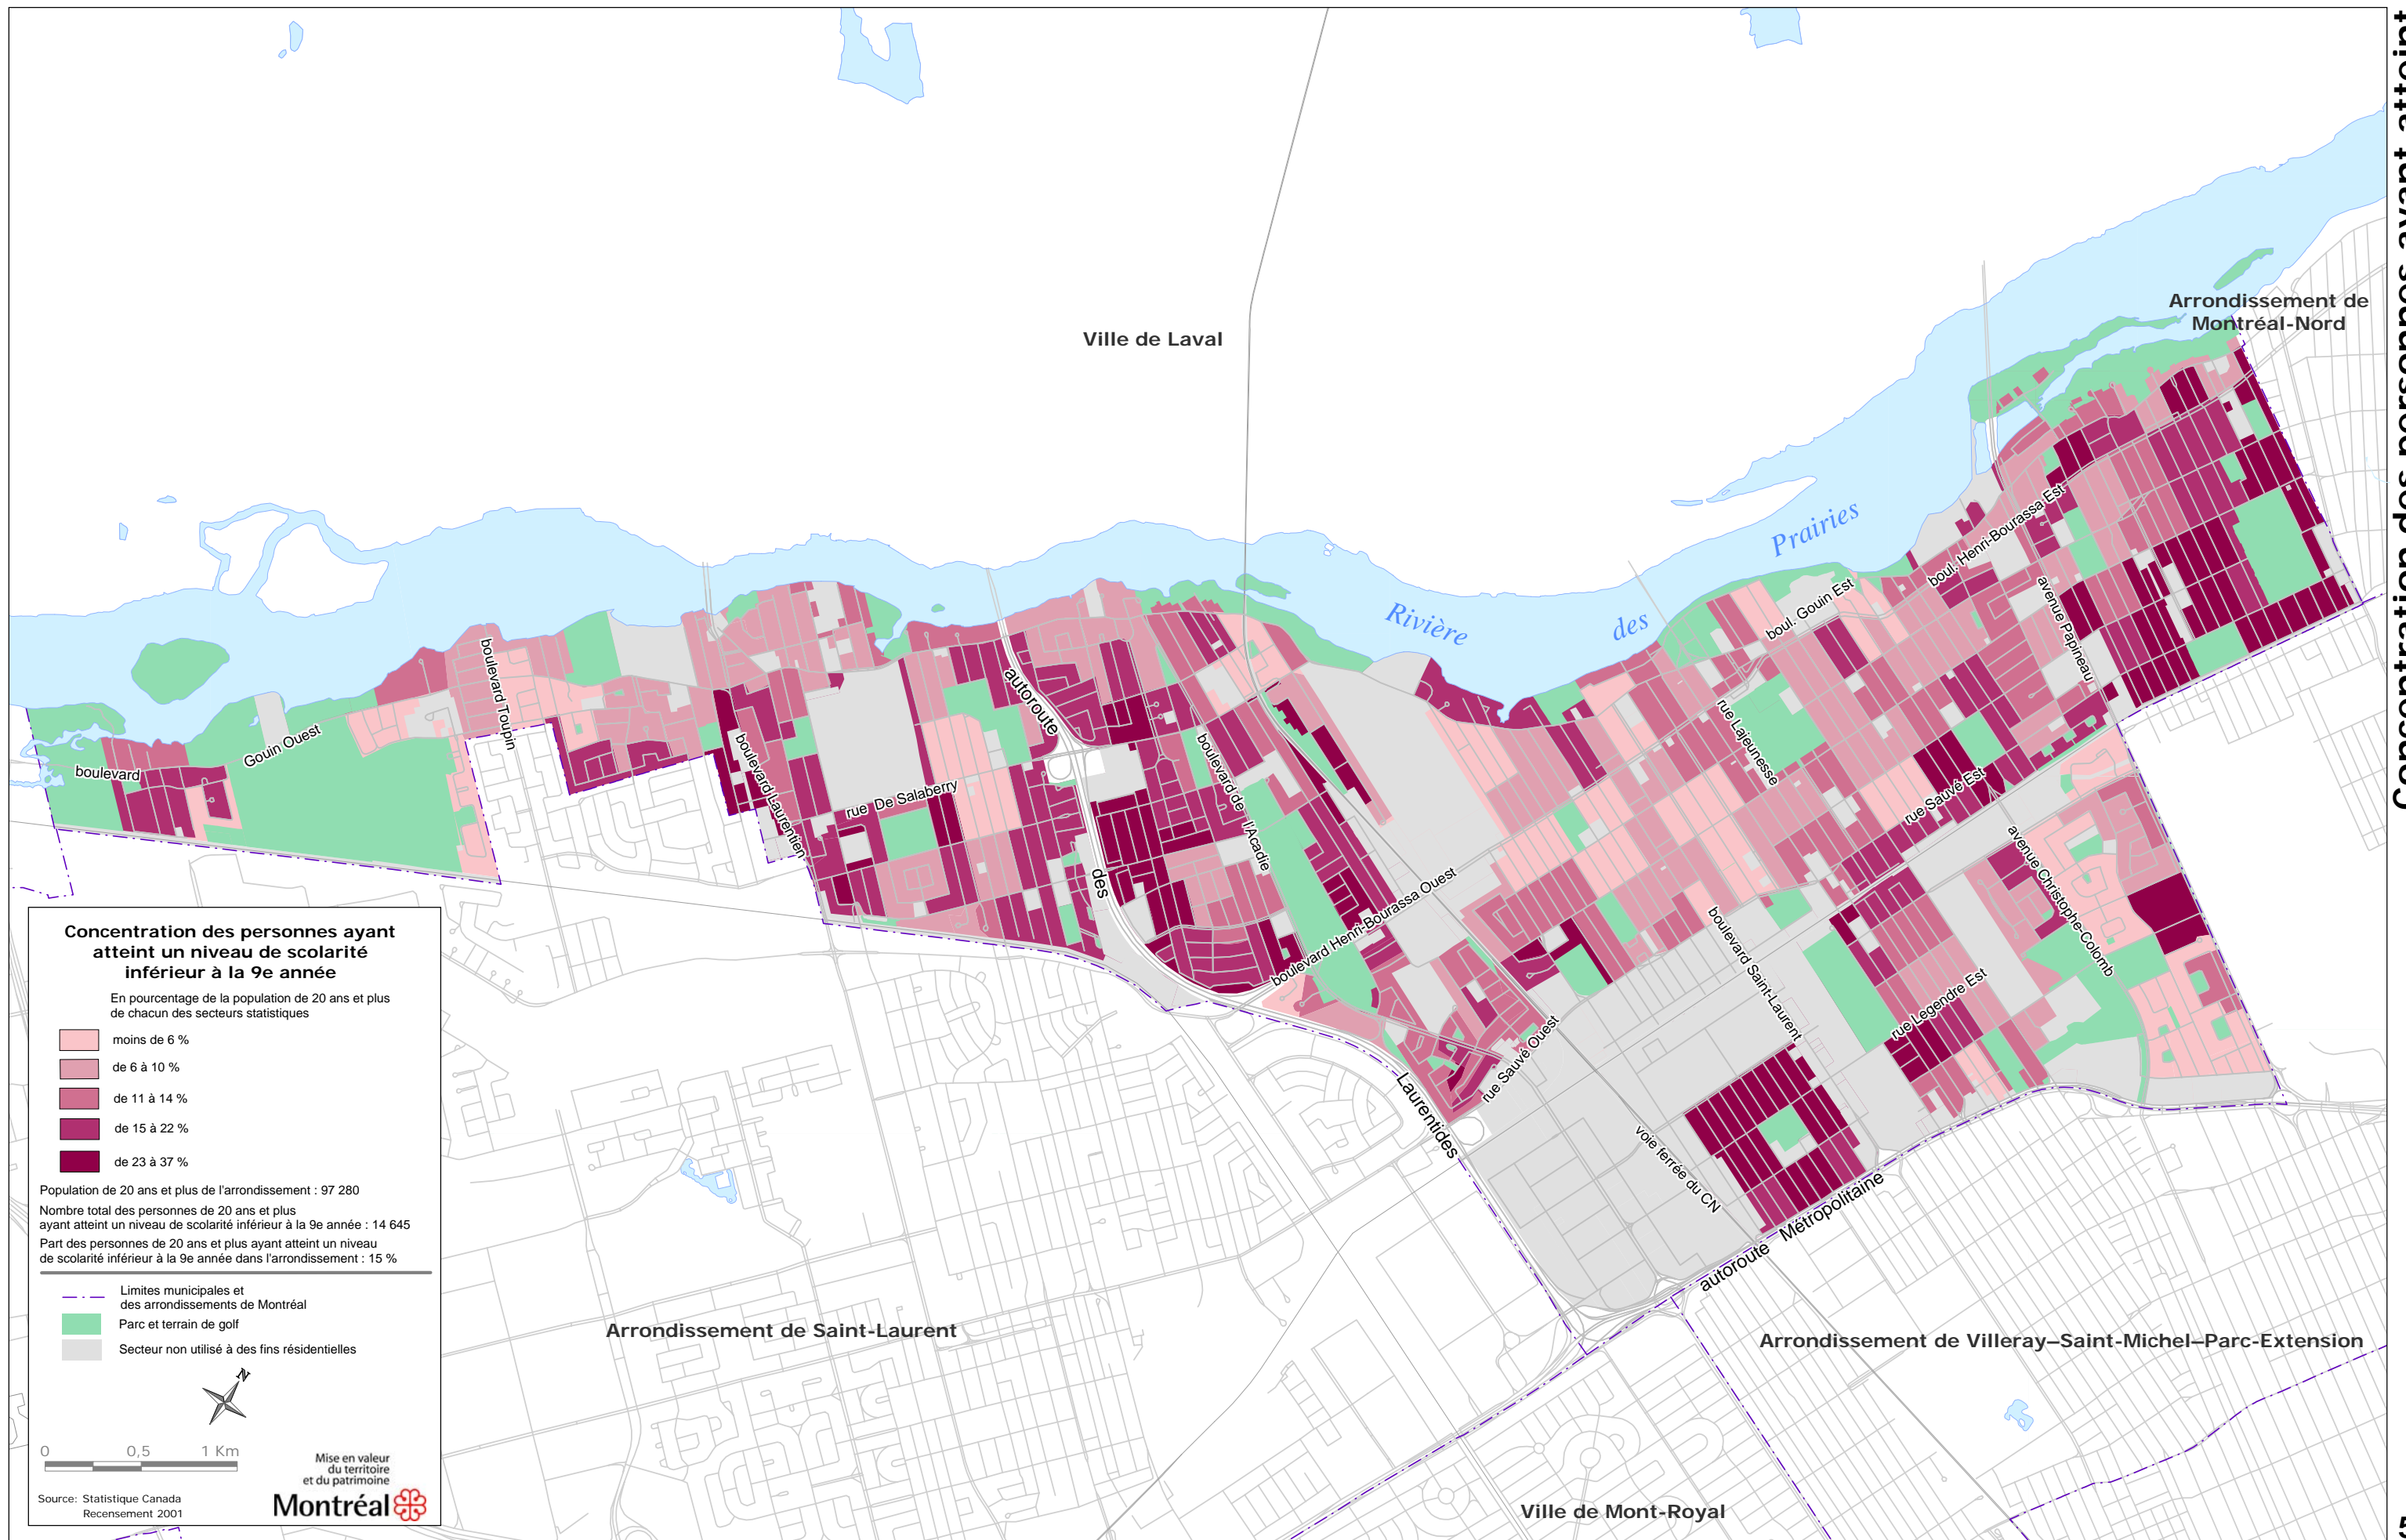 Ville de Laval
Arrondissement de
Montréal-Nord
Rivière
des
Prairies
boulevard
Gouin Ouest
boulevard Toupin
boulevard Laurentien
rue De Salaberry
autoroute
des
Laurentides
boulevard de l'Acadie
boulevard Henri-Bourassa Ouest
rue Sauvé Ouest
boul. Gouin Est
boul. Henri-Bourassa Est
rue Lajeunesse
avenue Papineau
rue Sauvé Est
avenue Christophe-Colomb
boulevard Saint-Laurent
rue Legendre Est
voie ferrée du CN
autoroute Métropolitaine
Arrondissement de Saint-Laurent
Arrondissement de Villeray–Saint-Michel–Parc-Extension
Ville de Mont-Royal
Concentration des personnes ayant atteint
Concentration des personnes ayant
atteint un niveau de scolarité
inférieur à la 9e année
En pourcentage de la population de 20 ans et plus
de chacun des secteurs statistiques
moins de 6 %
de 6 à 10 %
de 11 à 14 %
de 15 à 22 %
de 23 à 37 %
Population de 20 ans et plus de l'arrondissement : 97 280
Nombre total des personnes de 20 ans et plus
ayant atteint un niveau de scolarité inférieur à la 9e année : 14 645
Part des personnes de 20 ans et plus ayant atteint un niveau
de scolarité inférieur à la 9e année dans l'arrondissement : 15 %
Limites municipales et
des arrondissements de Montréal
Parc et terrain de golf
Secteur non utilisé à des fins résidentielles
N
0 0,5 1 Km
Mise en valeur
du territoire
et du patrimoine
Montréal
Source: Statistique Canada
Recensement 2001